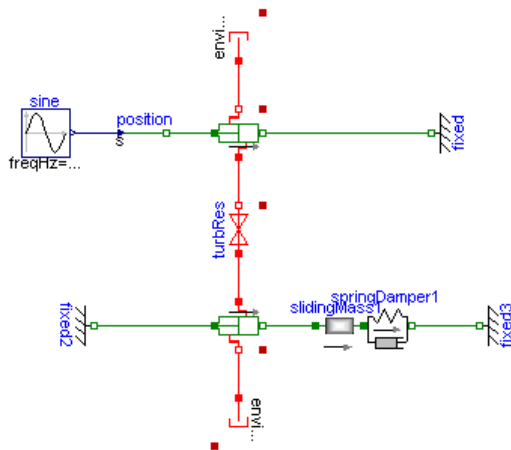 envi...
sine
position
s
freqHz=...
fixed
turbRes
springDamper1
slidingMass1
fixed2
fixed3
envi...